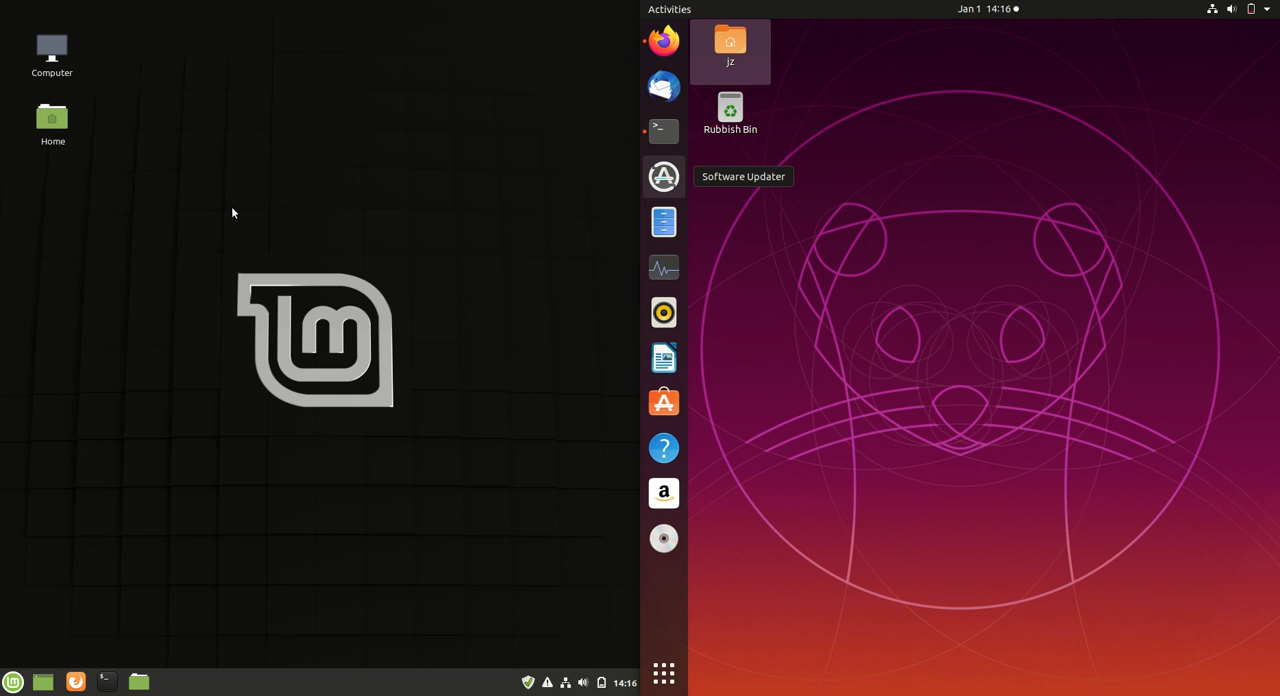 Computer
Home
14:16
Activities
Jan 1 14:16
jz
Rubbish Bin
Software Updater